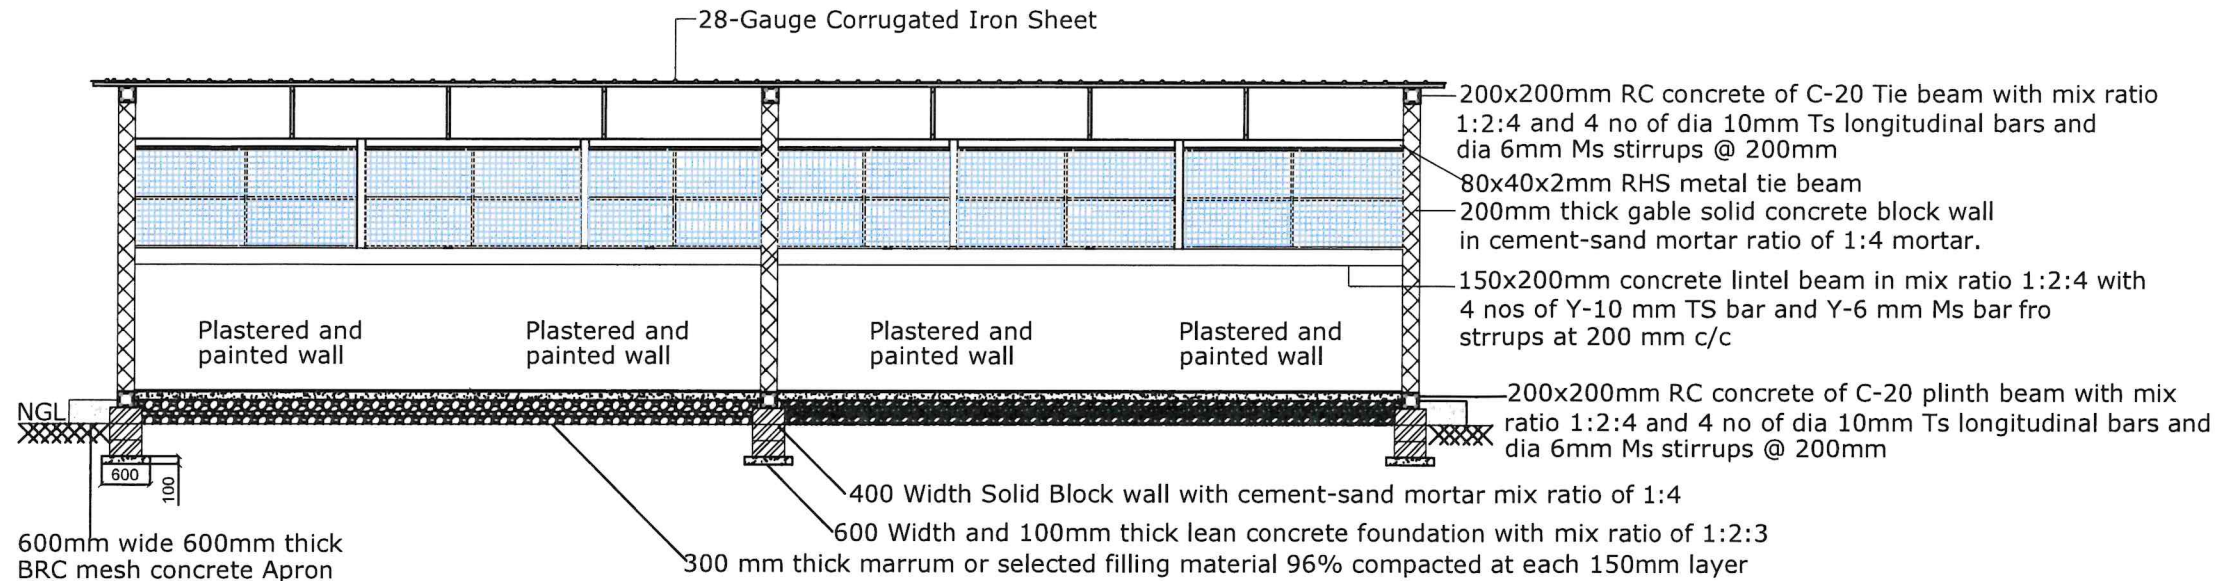 28-Gauge Corrugated Iron Sheet
200x200mm RC concrete of C-20 Tie beam with mix ratio
1:2:4 and 4 no of dia 10mm Ts longitudinal bars and
dia 6mm Ms stirrups @ 200mm
80x40x2mm RHS metal tie beam
200mm thick gable solid concrete block wall
in cement-sand mortar ratio of 1:4 mortar.
150x200mm concrete lintel beam in mix ratio 1:2:4 with
4 nos of Y-10 mm TS bar and Y-6 mm Ms bar fro
strrups at 200 mm c/c
Plastered and
painted wall
Plastered and
painted wall
Plastered and
painted wall
Plastered and
painted wall
200x200mm RC concrete of C-20 plinth beam with mix
ratio 1:2:4 and 4 no of dia 10mm Ts longitudinal bars and
dia 6mm Ms stirrups @ 200mm
NGL
600
100
400 Width Solid Block wall with cement-sand mortar mix ratio of 1:4
600 Width and 100mm thick lean concrete foundation with mix ratio of 1:2:3
300 mm thick marrum or selected filling material 96% compacted at each 150mm layer
600mm wide 600mm thick
BRC mesh concrete Apron